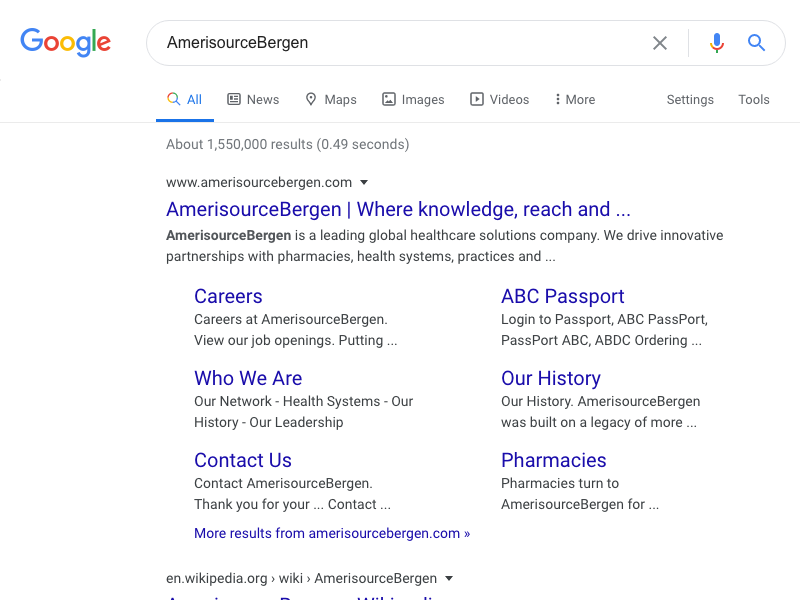 Google
AmerisourceBergen
All News Maps Images Videos More Settings Tools
About 1,550,000 results (0.49 seconds)
www.amerisourcebergen.com
AmerisourceBergen | Where knowledge, reach and ...
AmerisourceBergen is a leading global healthcare solutions company. We drive innovative
partnerships with pharmacies, health systems, practices and ...
Careers
Careers at AmerisourceBergen.
View our job openings. Putting ...
ABC Passport
Login to Passport, ABC PassPort,
PassPort ABC, ABDC Ordering ...
Who We Are
Our Network - Health Systems - Our
History - Our Leadership
Our History
Our History. AmerisourceBergen
was built on a legacy of more ...
Contact Us
Contact AmerisourceBergen.
Thank you for your ... Contact ...
Pharmacies
Pharmacies turn to
AmerisourceBergen for ...
More results from amerisourcebergen.com »
en.wikipedia.org › wiki › AmerisourceBergen